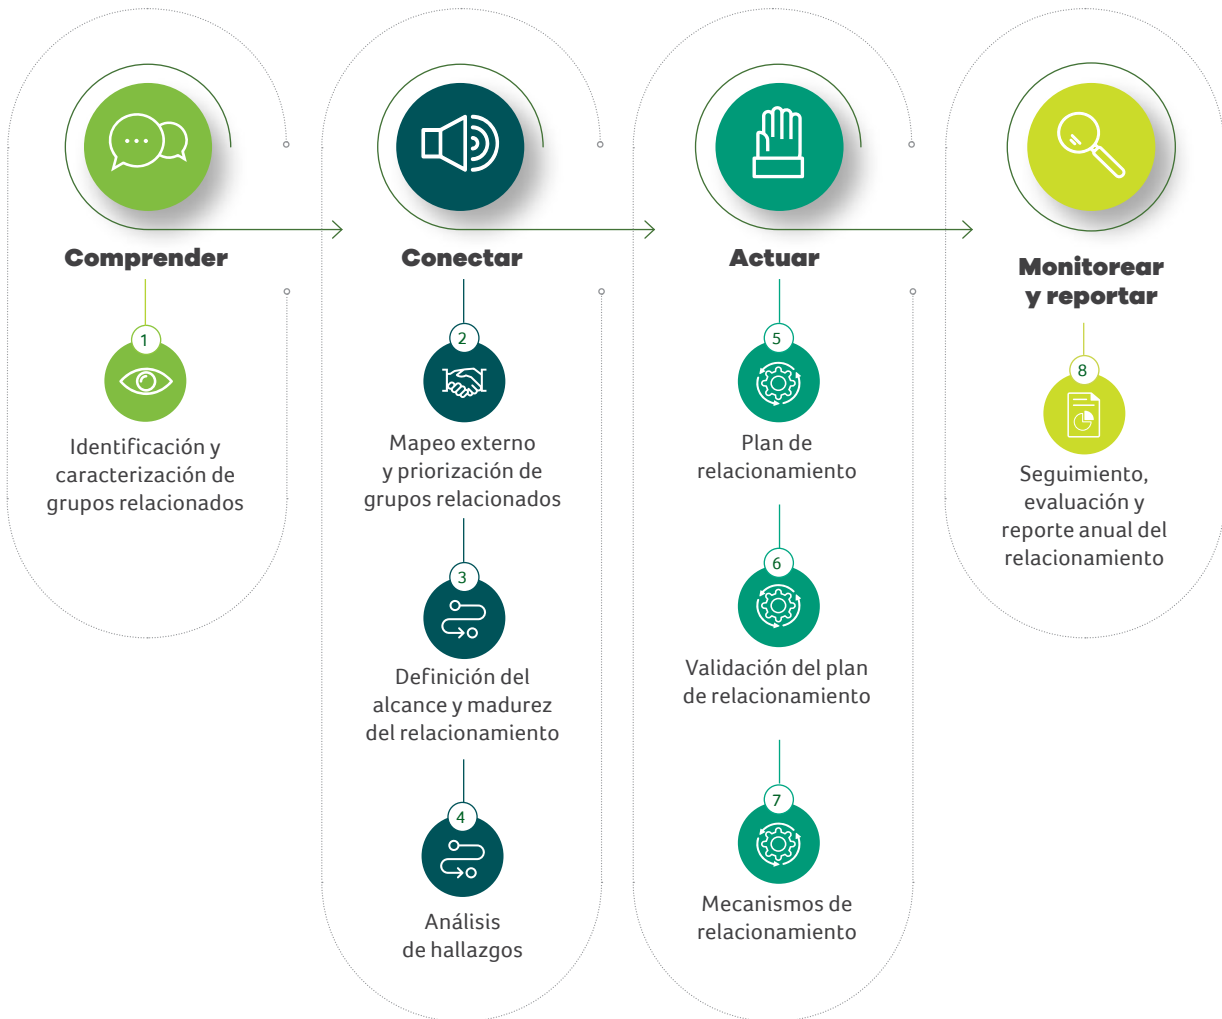 Comprender
1
Identificación y
caracterización de
grupos relacionados
Conectar
2
Mapeo externo
y priorización de
grupos relacionados
3
Definición del
alcance y madurez
del relacionamiento
4
Análisis
de hallazgos
Actuar
5
Plan de
relacionamiento
6
Validación del plan
de relacionamiento
7
Mecanismos de
relacionamiento
Monitorear
y reportar
8
Seguimiento,
evaluación y
reporte anual del
relacionamiento